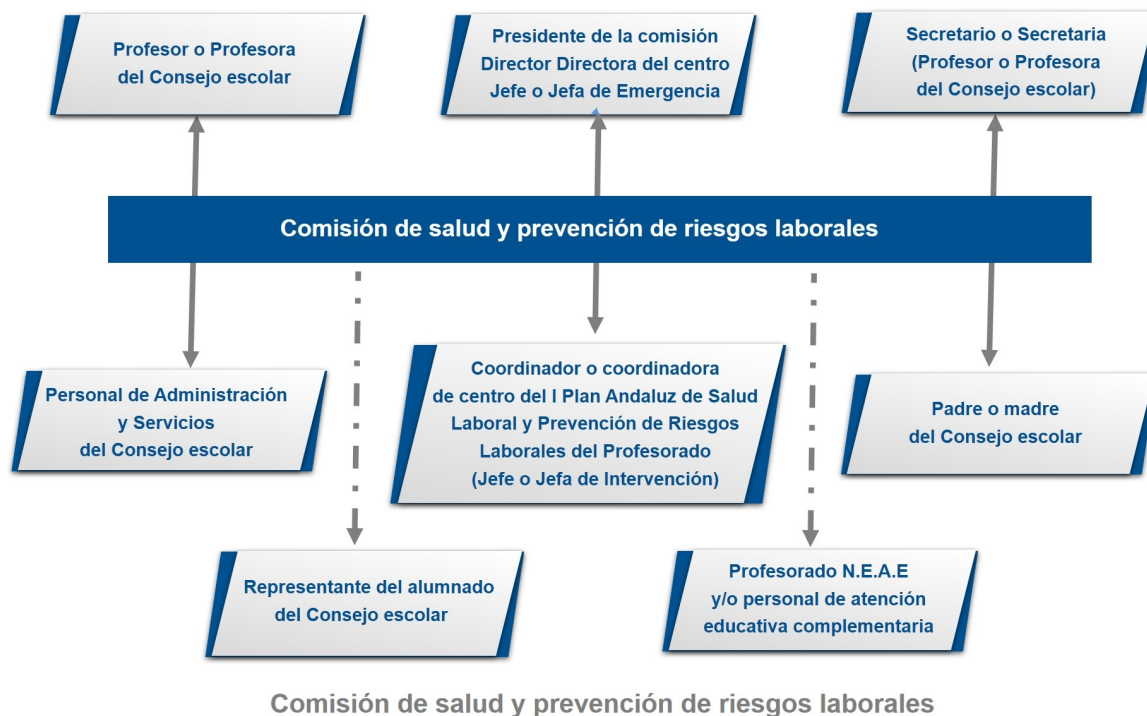 Profesor o Profesora
del Consejo escolar
Presidente de la comisión
Director Directora del centro
Jefe o Jefa de Emergencia
Secretario o Secretaria
(Profesor o Profesora
del Consejo escolar)
Comisión de salud y prevención de riesgos laborales
Personal de Administración
y Servicios
del Consejo escolar
Coordinador o coordinadora
de centro del I Plan Andaluz de Salud
Laboral y Prevención de Riesgos
Laborales del Profesorado
(Jefe o Jefa de Intervención)
Padre o madre
del Consejo escolar
Representante del alumnado
del Consejo escolar
Profesorado N.E.A.E
y/o personal de atención
educativa complementaria
Comisión de salud y prevención de riesgos laborales